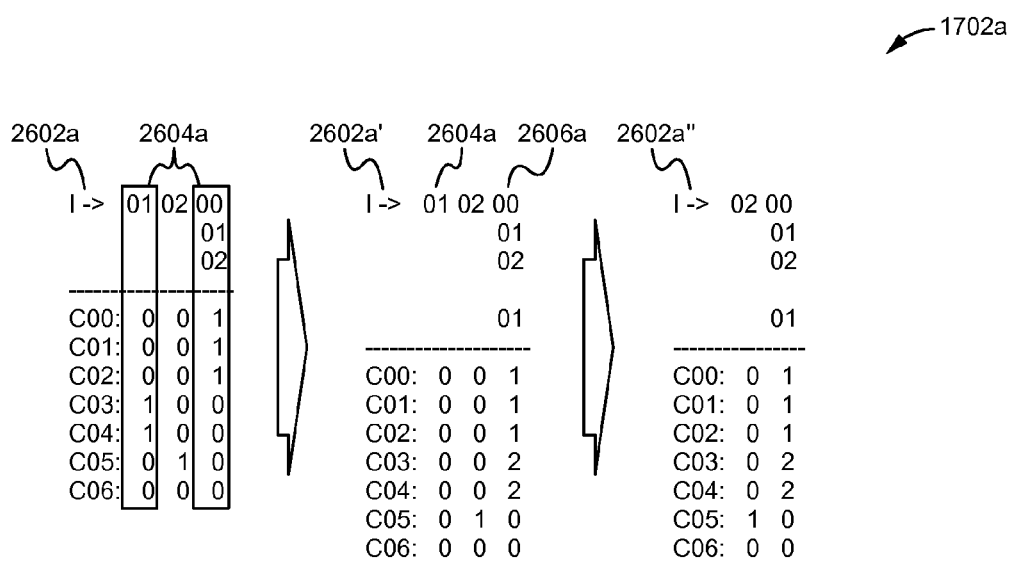 1702a
2602a 2604a 2602a' 2604a 2606a 2602a"
I -> 01 02 00 I -> 01 02 00 I -> 02 00
01 01 01
02 02 02
01 01
-------------------- -------------------- ----------------
C00: 0 0 1
C01: 0 0 1
C02: 0 0 1
C03: 1 0 0
C04: 1 0 0
C05: 0 1 0
C06: 0 0 0
C00: 0 0 1
C01: 0 0 1
C02: 0 0 1
C03: 0 0 2
C04: 0 0 2
C05: 0 1 0
C06: 0 0 0
C00: 0 1
C01: 0 1
C02: 0 1
C03: 0 2
C04: 0 2
C05: 1 0
C06: 0 0